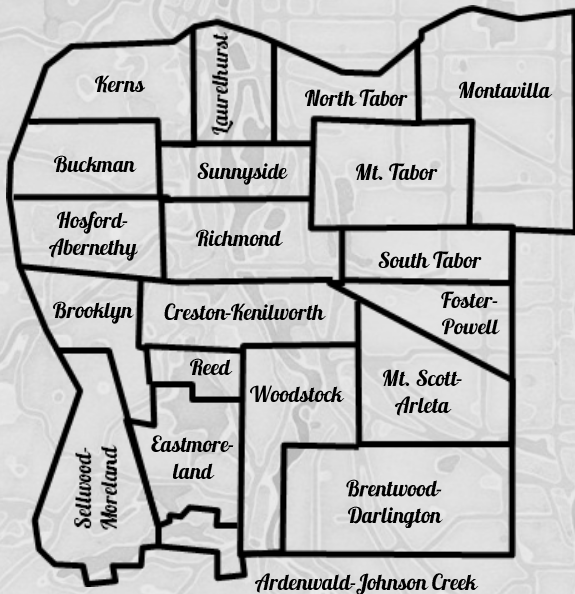 Kerns
Laurelhurst
North Tabor
Montavilla
Buckman
Sunnyside
Mt. Tabor
Hosford-
Abernethy
Richmond
South Tabor
Brooklyn
Creston-Kenilworth
Foster-
Powell
Reed
Woodstock
Mt. Scott-
Arleta
Eastmore-
land
Sellwood-
Moreland
Brentwood-
Darlington
Ardenwald-Johnson Creek